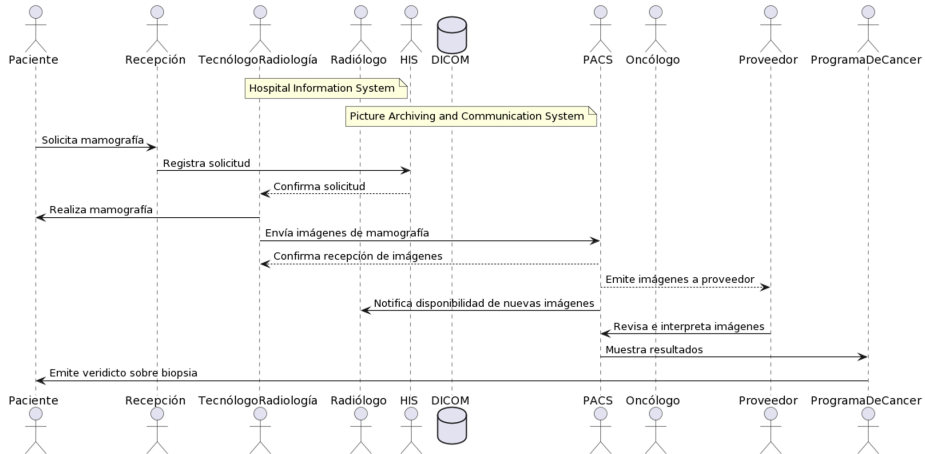 Paciente Recepción TecnólogoRadiología Radiólogo HIS DICOM PACS Oncólogo Proveedor ProgramaDeCancer
Hospital Information System
Picture Archiving and Communication System
Solicita mamografía
Registra solicitud
Confirma solicitud
Realiza mamografía
Envía imágenes de mamografía
Confirma recepción de imágenes
Emite imágenes a proveedor
Notifica disponibilidad de nuevas imágenes
Revisa e interpreta imágenes
Muestra resultados
Emite veridicto sobre biopsia
Paciente Recepción TecnólogoRadiología Radiólogo HIS DICOM PACS Oncólogo Proveedor ProgramaDeCancer